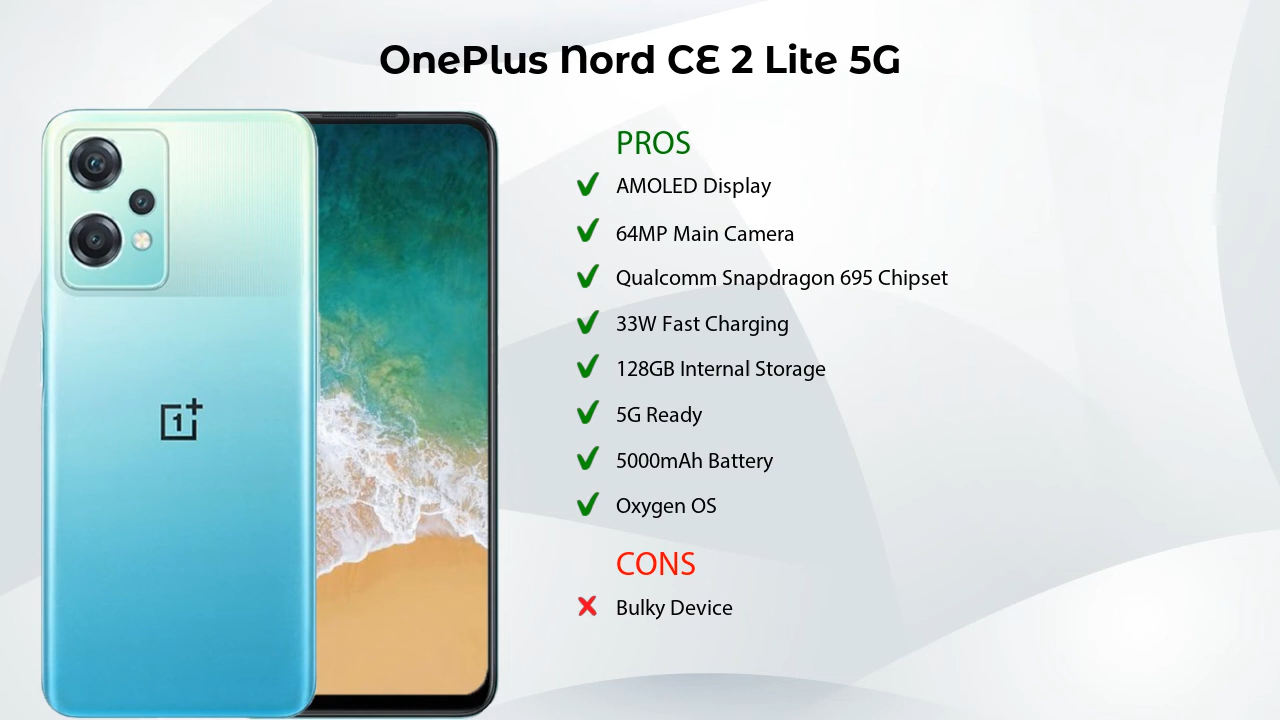 OnePlus Nord CE 2 Lite 5G
PROS
AMOLED Display
64MP Main Camera
Qualcomm Snapdragon 695 Chipset
33W Fast Charging
128GB Internal Storage
5G Ready
5000mAh Battery
Oxygen OS
CONS
Bulky Device
1+